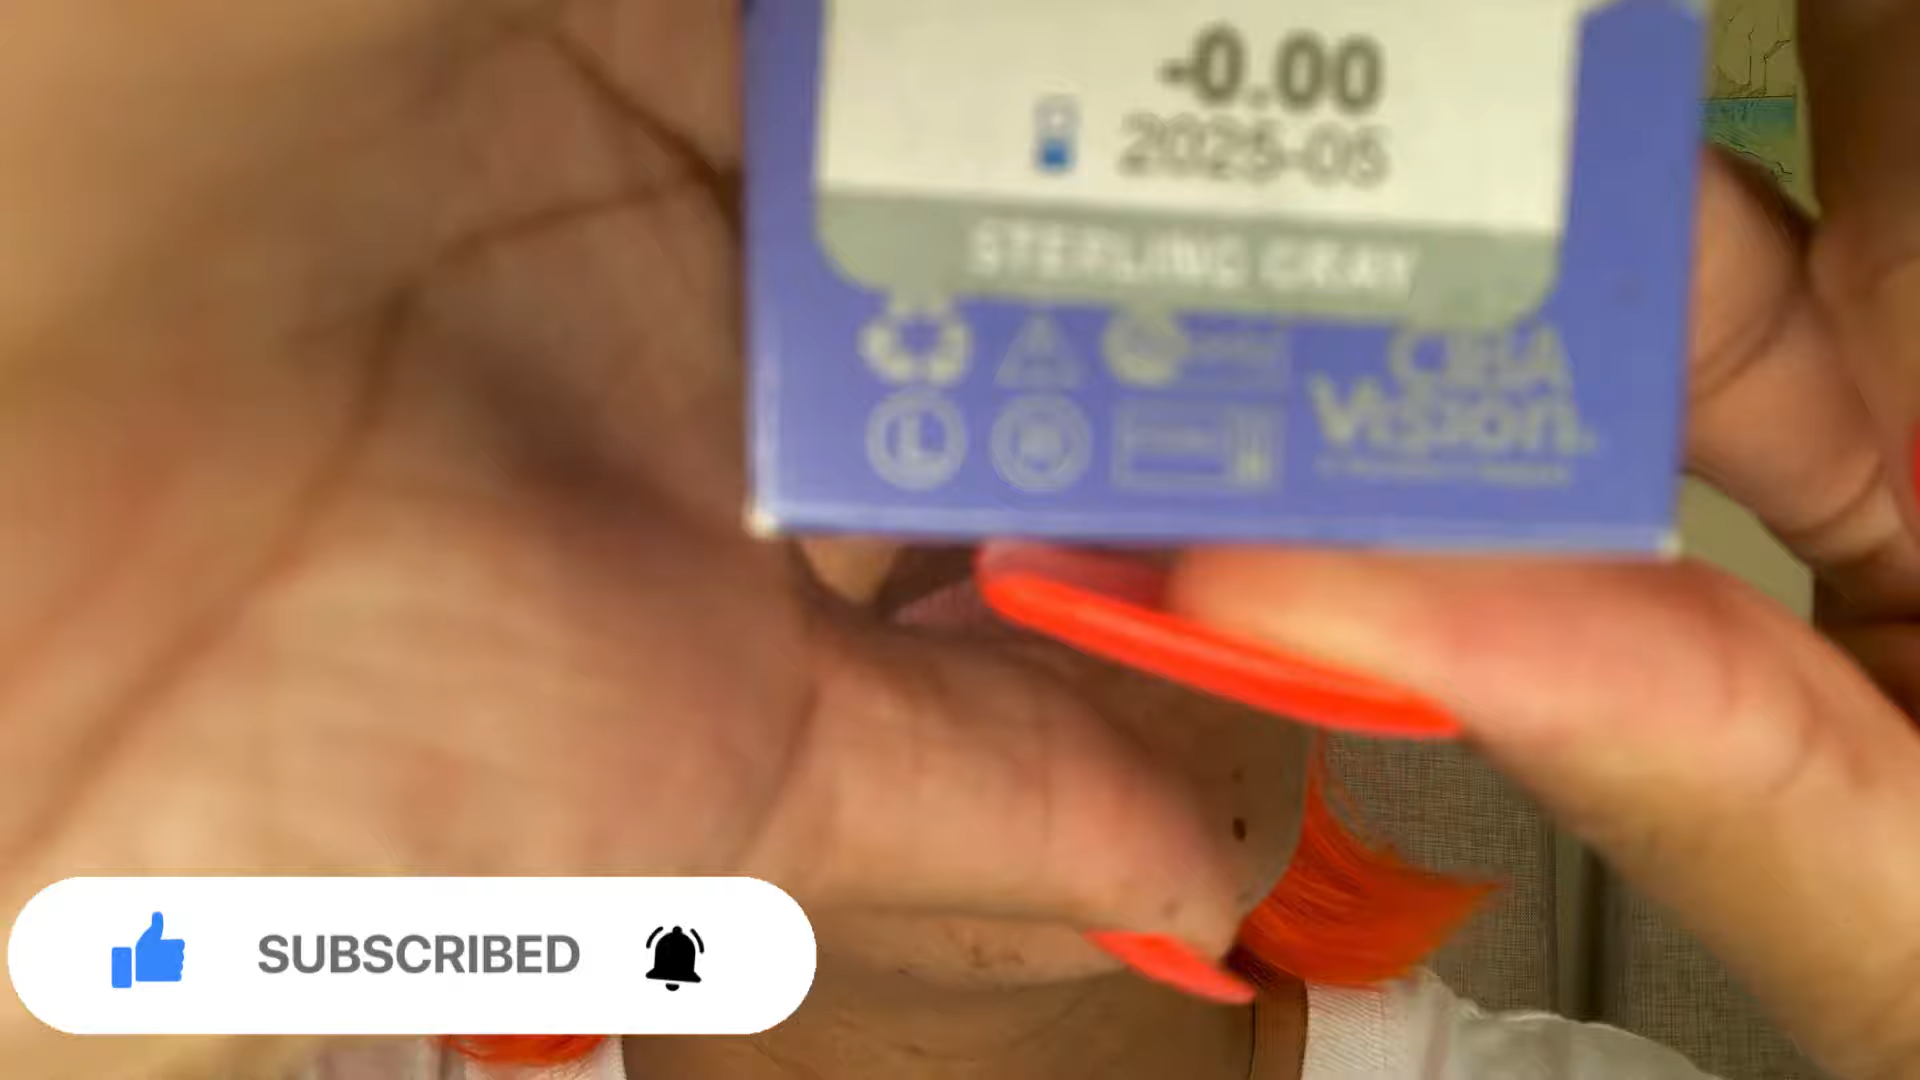 -0.00
2025-05
STERLING GRAY
CIBA
Vision.
L
SUBSCRIBED